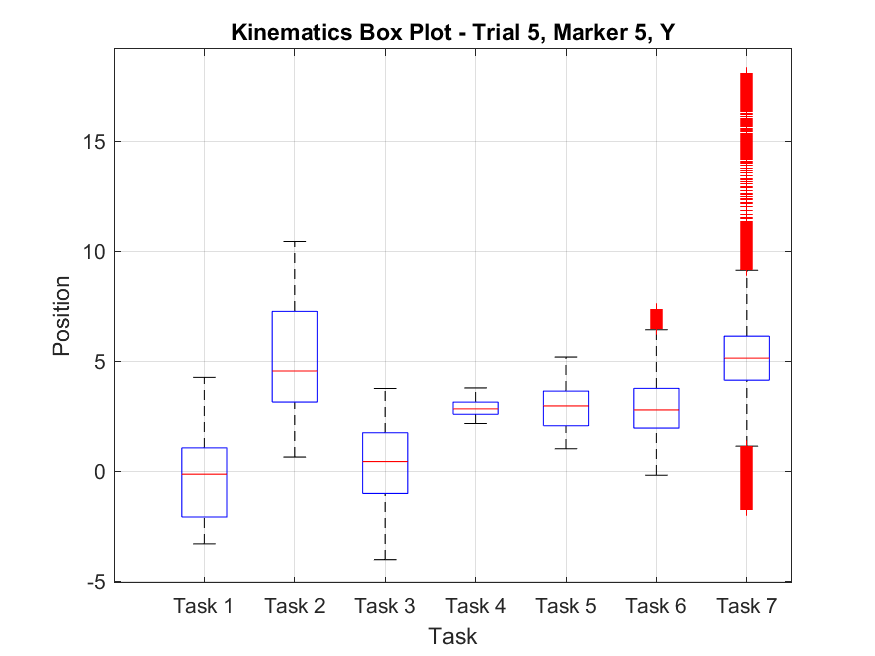 Kinematics Box Plot - Trial 5, Marker 5, Y
Position
15
10
5
0
-5
Task 1 Task 2 Task 3 Task 4 Task 5 Task 6 Task 7
Task